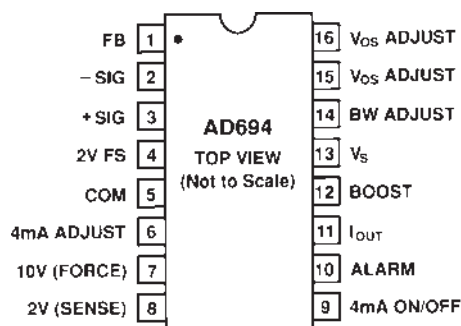 FB 1
−SIG 2
+SIG 3
2V FS 4
COM 5
4mA ADJUST 6
10V (FORCE) 7
2V (SENSE) 8
AD694
TOP VIEW
(Not to Scale)
16 VOS ADJUST
15 VOS ADJUST
14 BW ADJUST
13 VS
12 BOOST
11 IOUT
10 ALARM
9 4mA ON/OFF